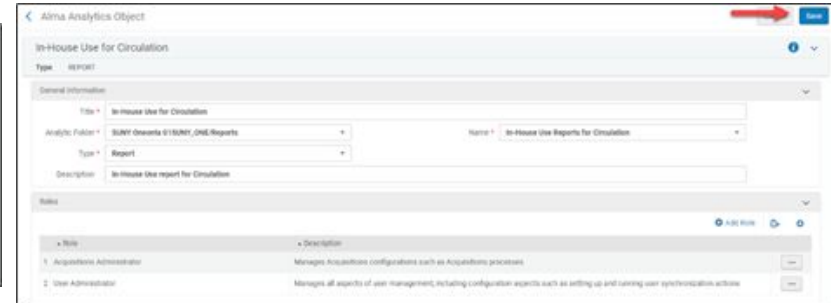 Alma Analytics Object
Save
In-House Use for Circulation
Type REPORT
General Information
Title * In-House Use for Circulation
Analytic Folder * SUNY Oneonta 01SUNY_ONE/Reports Name * In-House Use Reports for Circulation
Type * Report
Description In-House Use report for Circulation
Roles
Add Role
Role Description
1 Acquisitions Administrator Manages Acquisitions configurations such as Acquisitions processes
2 User Administrator Manages all aspects of user management, including configuration aspects such as setting up and running user synchronization actions